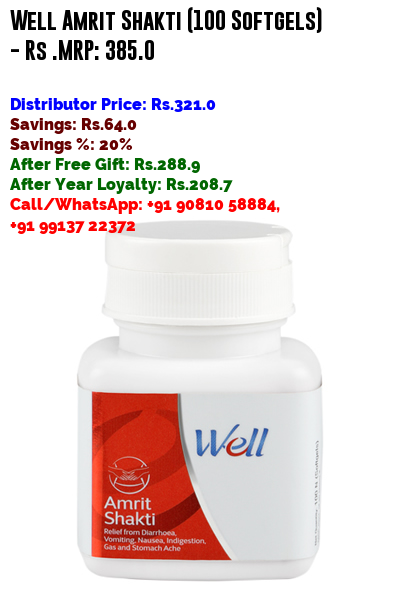 Well Amrit Shakti (100 Softgels)
- Rs .MRP: 385.0
Distributor Price: Rs.321.0
Savings: Rs.64.0
Savings %: 20%
After Free Gift: Rs.288.9
After Year Loyalty: Rs.208.7
Call/WhatsApp: +91 90810 58884,
+91 99137 22372
Well
Amrit
Shakti
Relief from Diarrhoea,
Vomiting, Nausea, Indigestion,
Gas and Stomach Ache